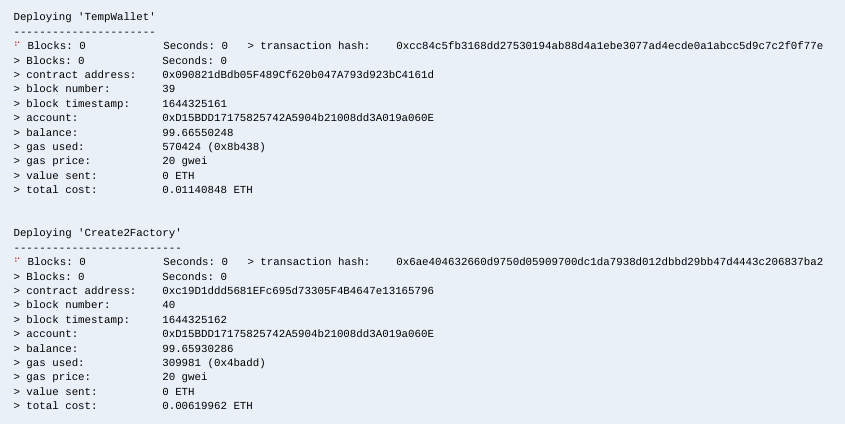 Deploying 'TempWallet'
----------------------
⠋ Blocks: 0            Seconds: 0   > transaction hash:    0xcc84c5fb3168dd27530194ab88d4a1ebe3077ad4ecde0a1abcc5d9c7c2f0f77e
> Blocks: 0            Seconds: 0
> contract address:    0x090821dBdb05F489Cf620b047A793d923bC4161d
> block number:        39
> block timestamp:     1644325161
> account:             0xD15BDD17175825742A5904b21008dd3A019a060E
> balance:             99.66550248
> gas used:            570424 (0x8b438)
> gas price:           20 gwei
> value sent:          0 ETH
> total cost:          0.01140848 ETH

Deploying 'Create2Factory'
--------------------------
⠋ Blocks: 0            Seconds: 0   > transaction hash:    0x6ae404632660d9750d05909700dc1da7938d012dbbd29bb47d4443c206837ba2
> Blocks: 0            Seconds: 0
> contract address:    0xc19D1ddd5681EFc695d73305F4B4647e13165796
> block number:        40
> block timestamp:     1644325162
> account:             0xD15BDD17175825742A5904b21008dd3A019a060E
> balance:             99.65930286
> gas used:            309981 (0x4badd)
> gas price:           20 gwei
> value sent:          0 ETH
> total cost:          0.00619962 ETH